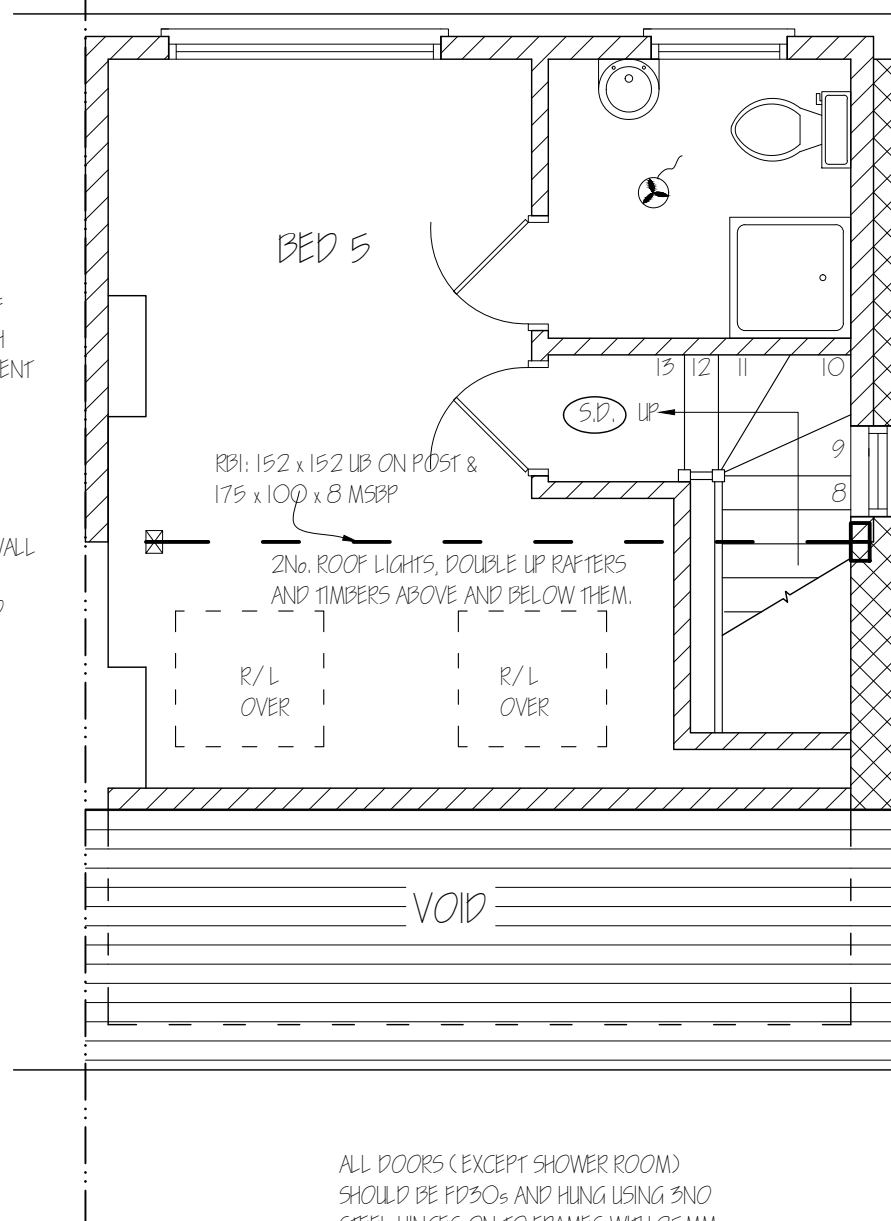 BED 5
ENT
13 12 11 10
S.D. UP
9
8
RB1: 152 x 152 UB ON POST &
175 x 100 x 8 MSBP
2No. ROOF LIGHTS, DOUBLE UP RAFTERS
AND TIMBERS ABOVE AND BELOW THEM.
R/L
OVER
R/L
OVER
VOID
ALL DOORS (EXCEPT SHOWER ROOM)
SHOULD BE FD30s AND HUNG USING 3NO